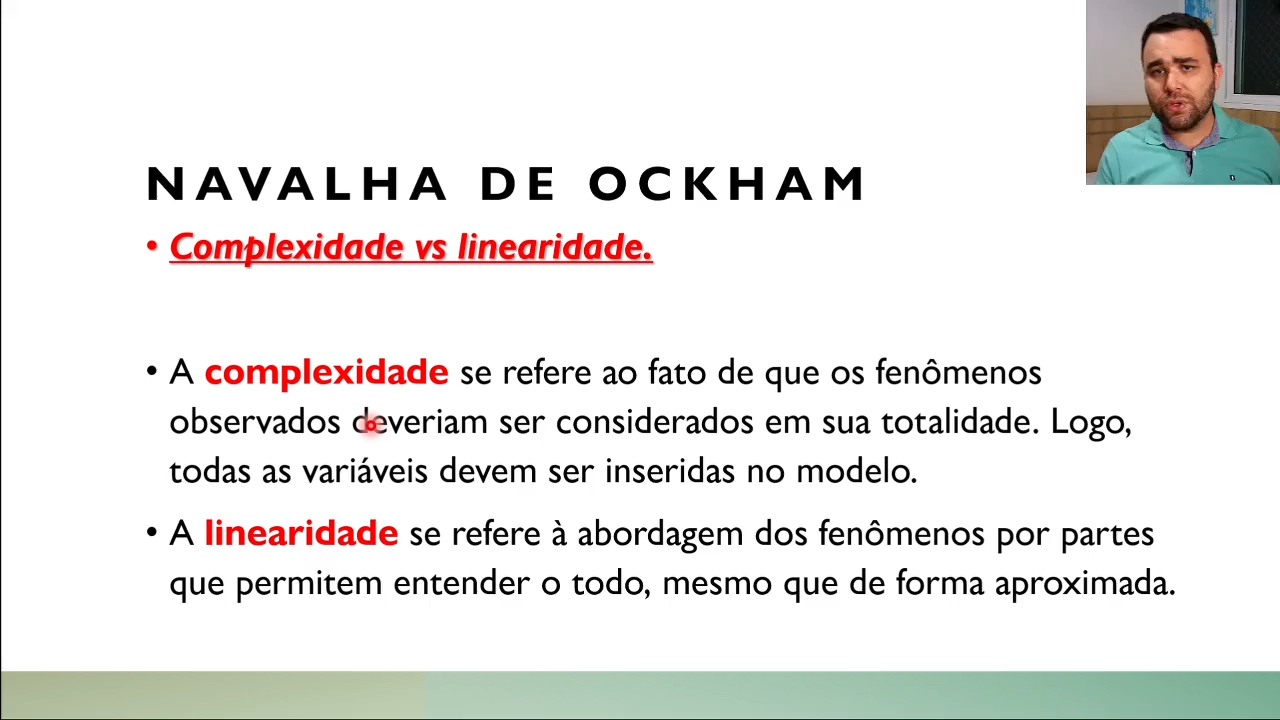 NAVALHA DE OCKHAM
• Complexidade vs linearidade.
• A complexidade se refere ao fato de que os fenômenos
observados deveriam ser considerados em sua totalidade. Logo,
todas as variáveis devem ser inseridas no modelo.
• A linearidade se refere à abordagem dos fenômenos por partes
que permitem entender o todo, mesmo que de forma aproximada.